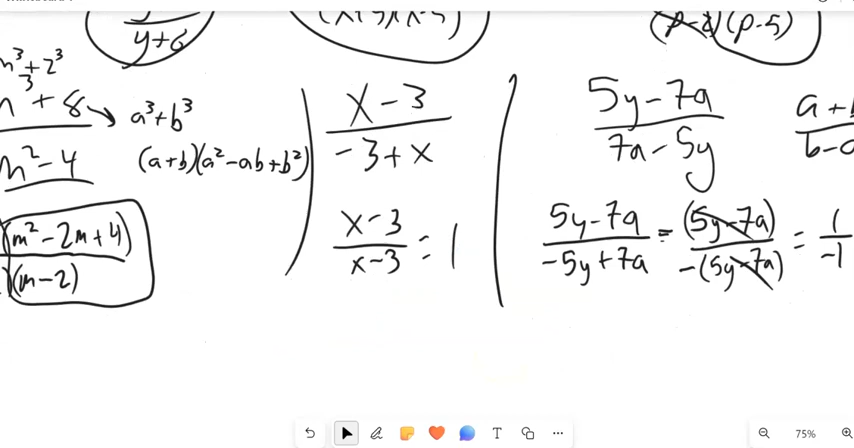 y+6
(p-5)
m³+2³
+ 8 → a³+b³
m²-4
(a+b)(a²-ab+b²)
(m²-2m+4)
(m-2)
x-3
-3+x
x-3
x-3
= 1
5y-7a
7a-5y
5y-7a
-5y+7a
= (5y-7a)
-(5y-7a)
= 1
-1
a+b
75%